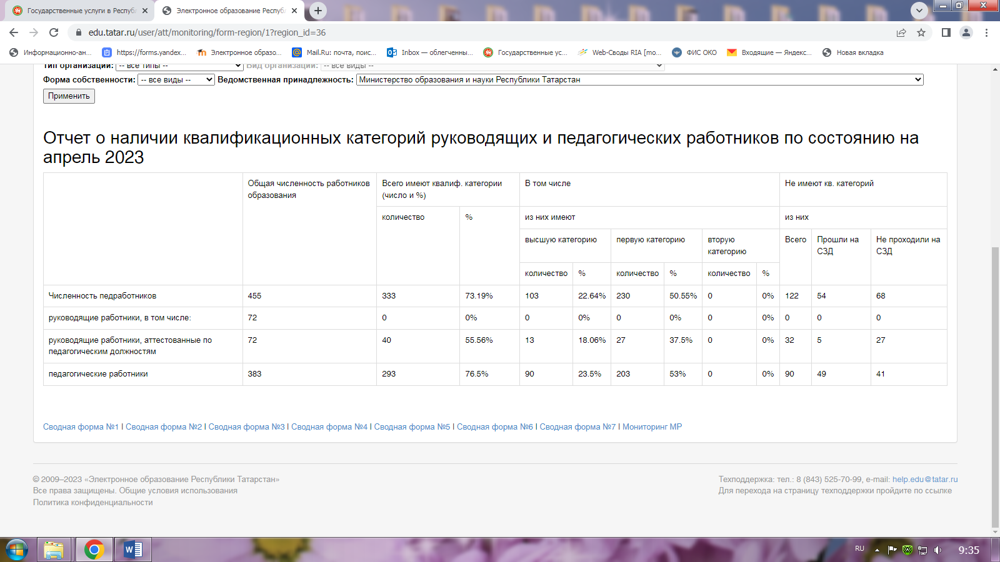 Государственные услуги в Респуб
Электронное образование Респуб
edu.tatar.ru/user/att/monitoring/form-region/1?region_id=36
Информационно-ан... https://forms.yandex... Электронное образо... Mail.Ru: почта, поис... Inbox — облегченны... Государственные ус... Web-Своды RIA [mo... ФИС ОКО Входящие — Яндекс... Новая вкладка
Тип организации: -- все типы -- Вид организации: -- все виды --
Форма собственности: -- все виды -- Ведомственная принадлежность: Министерство образования и науки Республики Татарстан
Применить
Отчет о наличии квалификационных категорий руководящих и педагогических работников по состоянию на
апрель 2023
Общая численность работников образования Всего имеют квалиф. категории (число и %) В том числе Не имеют кв. категорий
количество % из них имеют из них
высшую категорию первую категорию вторую категорию Всего Прошли на СЗД Не проходили на СЗД
количество % количество % количество %
Численность педработников 455 333 73.19% 103 22.64% 230 50.55% 0 0% 122 54 68
руководящие работники, в том числе: 72 0 0% 0 0% 0 0% 0 0% 0 0 0
руководящие работники, аттестованные по педагогическим должностям 72 40 55.56% 13 18.06% 27 37.5% 0 0% 32 5 27
педагогические работники 383 293 76.5% 90 23.5% 203 53% 0 0% 90 49 41
Сводная форма №1 | Сводная форма №2 | Сводная форма №3 | Сводная форма №4 | Сводная форма №5 | Сводная форма №6 | Сводная форма №7 | Мониторинг МР
© 2009–2023 «Электронное образование Республики Татарстан»
Все права защищены. Общие условия использования
Политика конфиденциальности
Техподдержка: тел.: 8 (843) 525-70-99, e-mail: help.edu@tatar.ru
Для перехода на страницу техподдержки пройдите по ссылке
RU
9:35